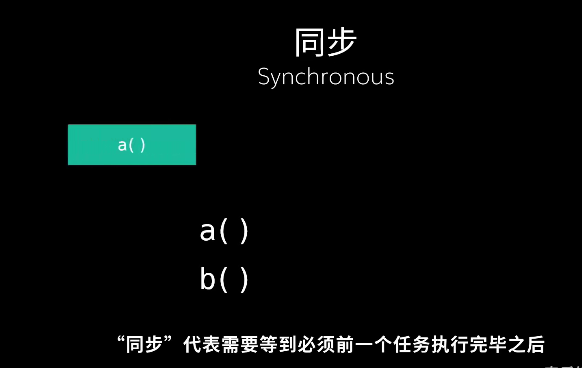 同步
Synchronous
a()
a()
b()
“同步”代表需要等到必须前一个任务执行完毕之后